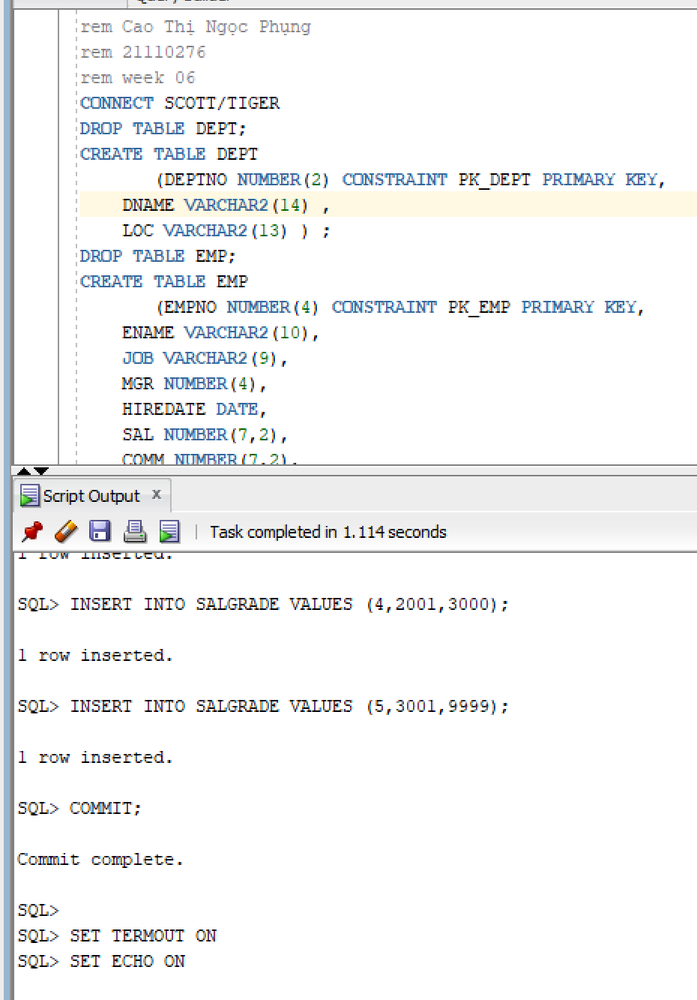 rem Cao Thị Ngọc Phụng
rem 21110276
rem week 06
CONNECT SCOTT/TIGER
DROP TABLE DEPT;
CREATE TABLE DEPT
(DEPTNO NUMBER(2) CONSTRAINT PK_DEPT PRIMARY KEY,
DNAME VARCHAR2(14) ,
LOC VARCHAR2(13) ) ;
DROP TABLE EMP;
CREATE TABLE EMP
(EMPNO NUMBER(4) CONSTRAINT PK_EMP PRIMARY KEY,
ENAME VARCHAR2(10),
JOB VARCHAR2(9),
MGR NUMBER(4),
HIREDATE DATE,
SAL NUMBER(7,2),
COMM NUMBER(7,2),
Script Output x
Task completed in 1.114 seconds
1 row inserted.
SQL> INSERT INTO SALGRADE VALUES (4,2001,3000);
1 row inserted.
SQL> INSERT INTO SALGRADE VALUES (5,3001,9999);
1 row inserted.
SQL> COMMIT;
Commit complete.
SQL>
SQL> SET TERMOUT ON
SQL> SET ECHO ON